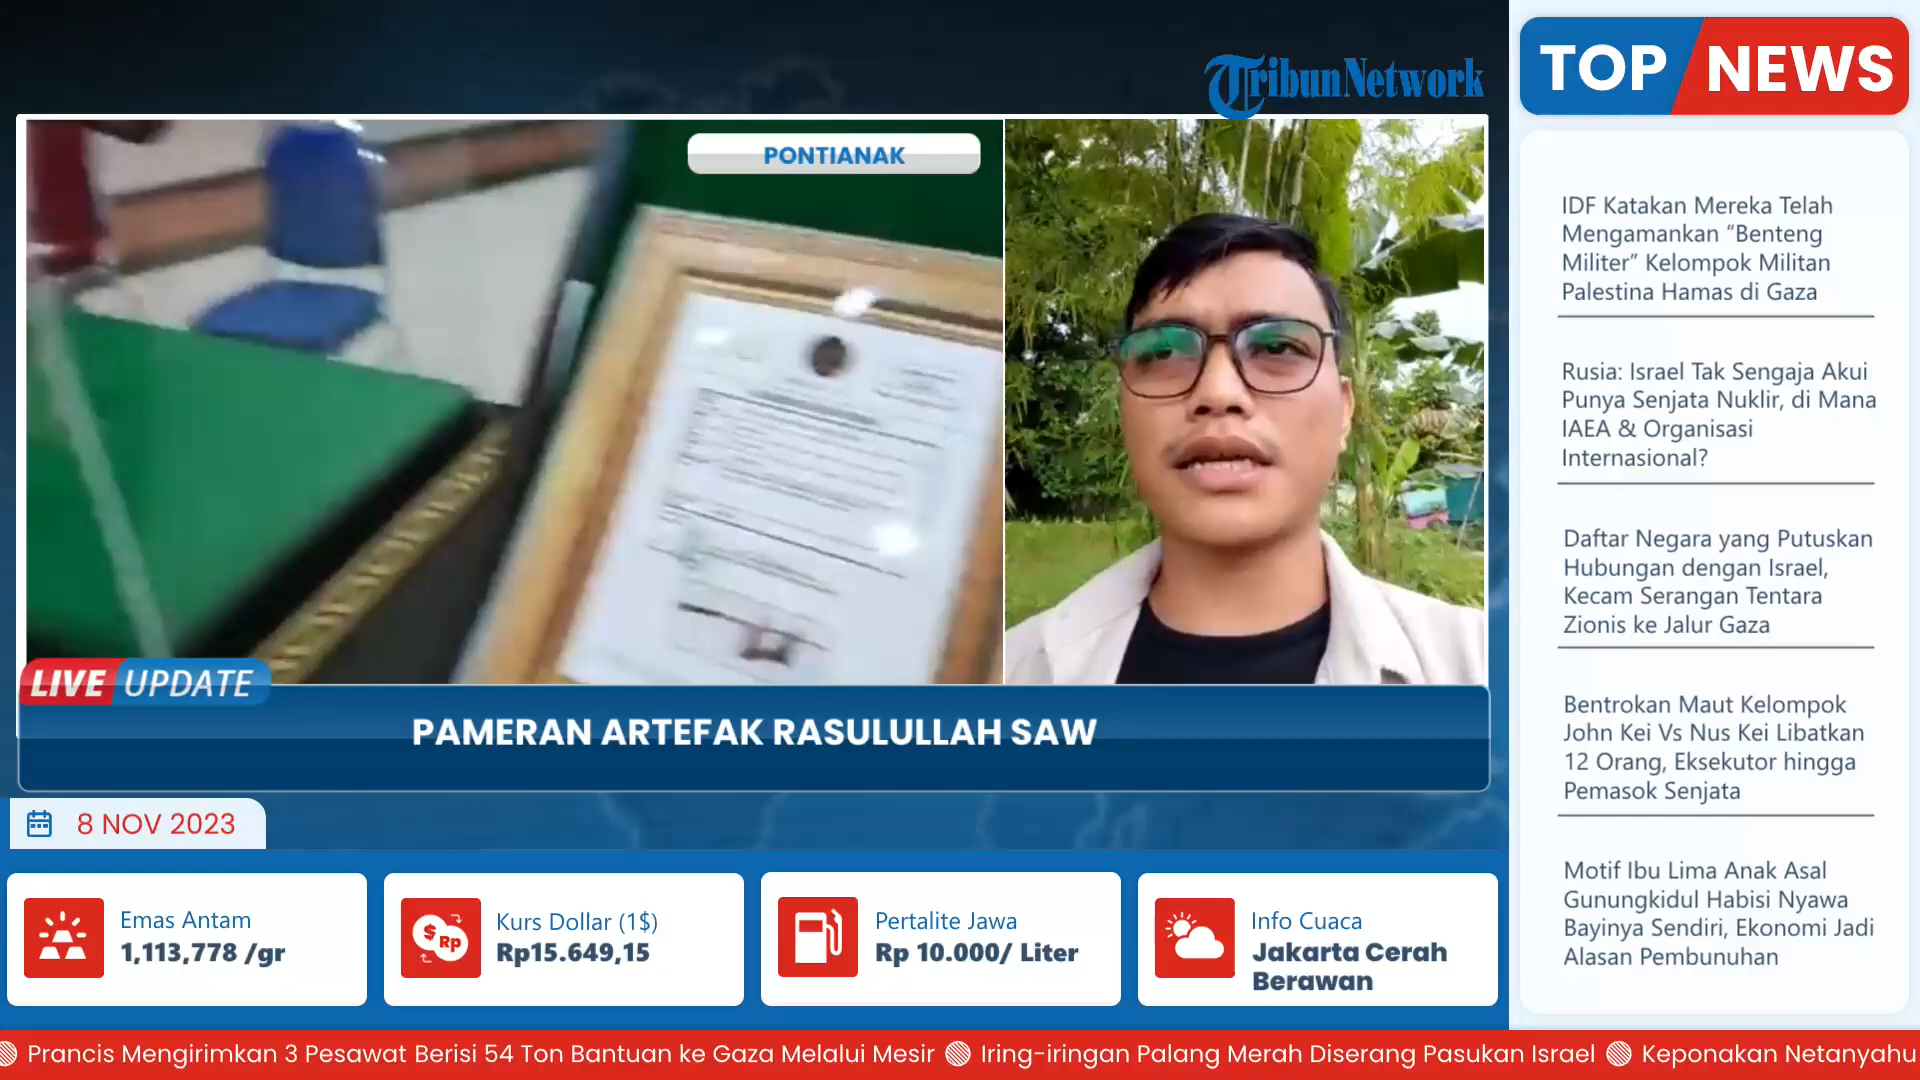 TribunNetwork
TOP NEWS
PONTIANAK
LIVE UPDATE
PAMERAN ARTEFAK RASULULLAH SAW
8 NOV 2023
Emas Antam
1,113,778 /gr
Kurs Dollar (1$)
Rp15.649,15
Pertalite Jawa
Rp 10.000/ Liter
Info Cuaca
Jakarta Cerah
Berawan
IDF Katakan Mereka Telah
Mengamankan “Benteng
Militer” Kelompok Militan
Palestina Hamas di Gaza
Rusia: Israel Tak Sengaja Akui
Punya Senjata Nuklir, di Mana
IAEA & Organisasi
Internasional?
Daftar Negara yang Putuskan
Hubungan dengan Israel,
Kecam Serangan Tentara
Zionis ke Jalur Gaza
Bentrokan Maut Kelompok
John Kei Vs Nus Kei Libatkan
12 Orang, Eksekutor hingga
Pemasok Senjata
Motif Ibu Lima Anak Asal
Gunungkidul Habisi Nyawa
Bayinya Sendiri, Ekonomi Jadi
Alasan Pembunuhan
Prancis Mengirimkan 3 Pesawat Berisi 54 Ton Bantuan ke Gaza Melalui Mesir Iring-iringan Palang Merah Diserang Pasukan Israel Keponakan Netanyahu